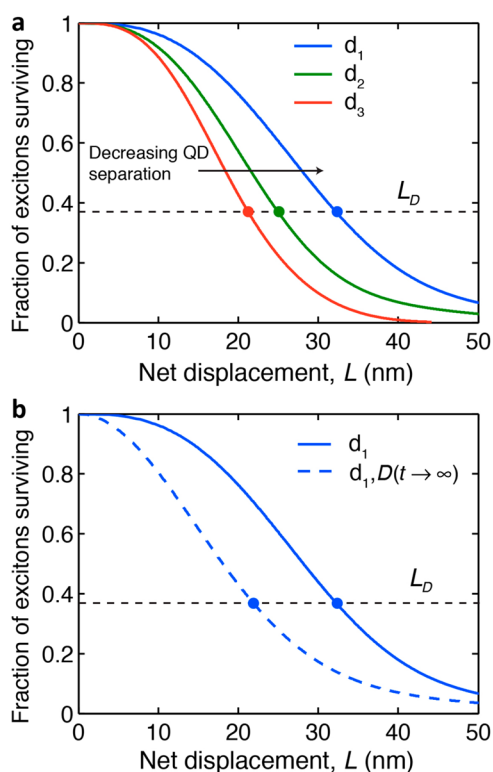 a
Fraction of excitons surviving
1
0.8
0.6
0.4
0.2
0
d₁
d₂
d₃
Decreasing QD
separation
L_D
0 10 20 30 40 50
Net displacement, L (nm)
b
Fraction of excitons surviving
1
0.8
0.6
0.4
0.2
0
d₁
d₁,D(t → ∞)
L_D
0 10 20 30 40 50
Net displacement, L (nm)